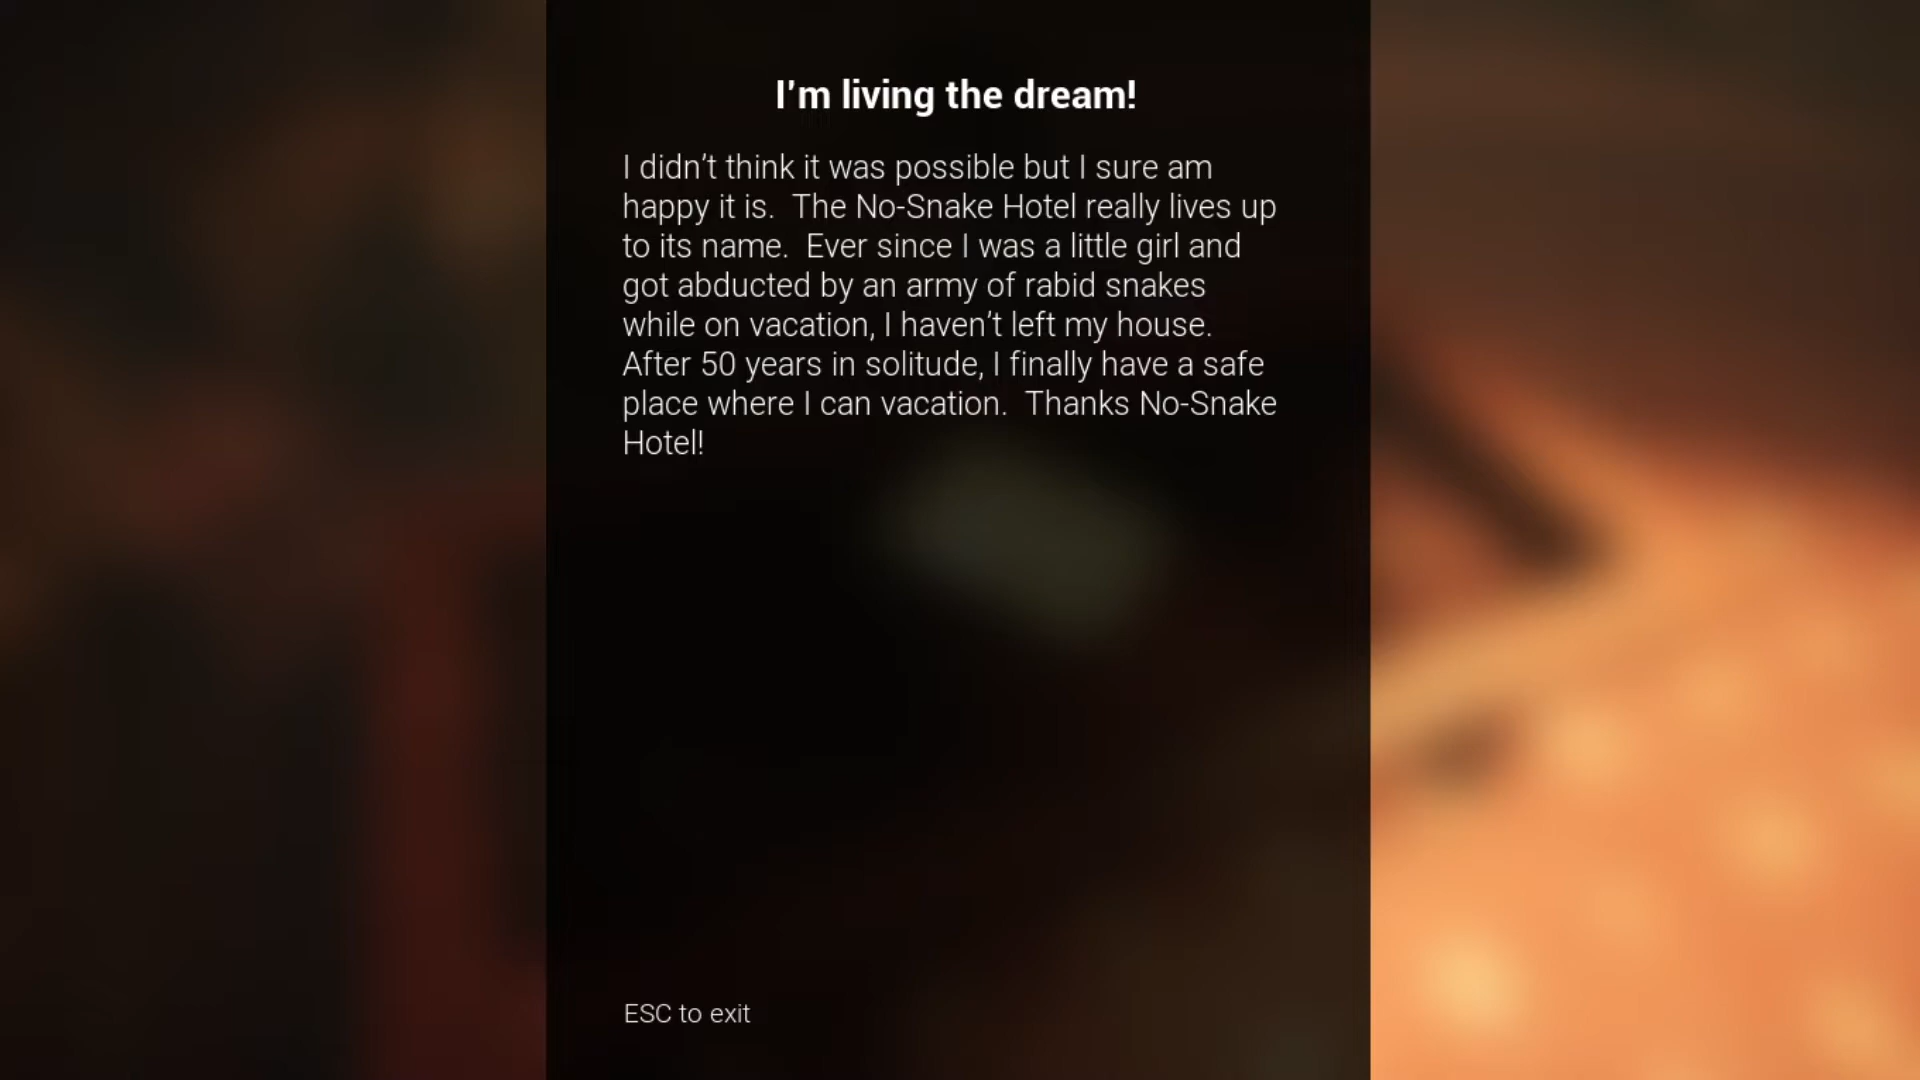 I'm living the dream!
I didn’t think it was possible but I sure am
happy it is.  The No-Snake Hotel really lives up
to its name.  Ever since I was a little girl and
got abducted by an army of rabid snakes
while on vacation, I haven’t left my house.
After 50 years in solitude, I finally have a safe
place where I can vacation.  Thanks No-Snake
Hotel!
ESC to exit